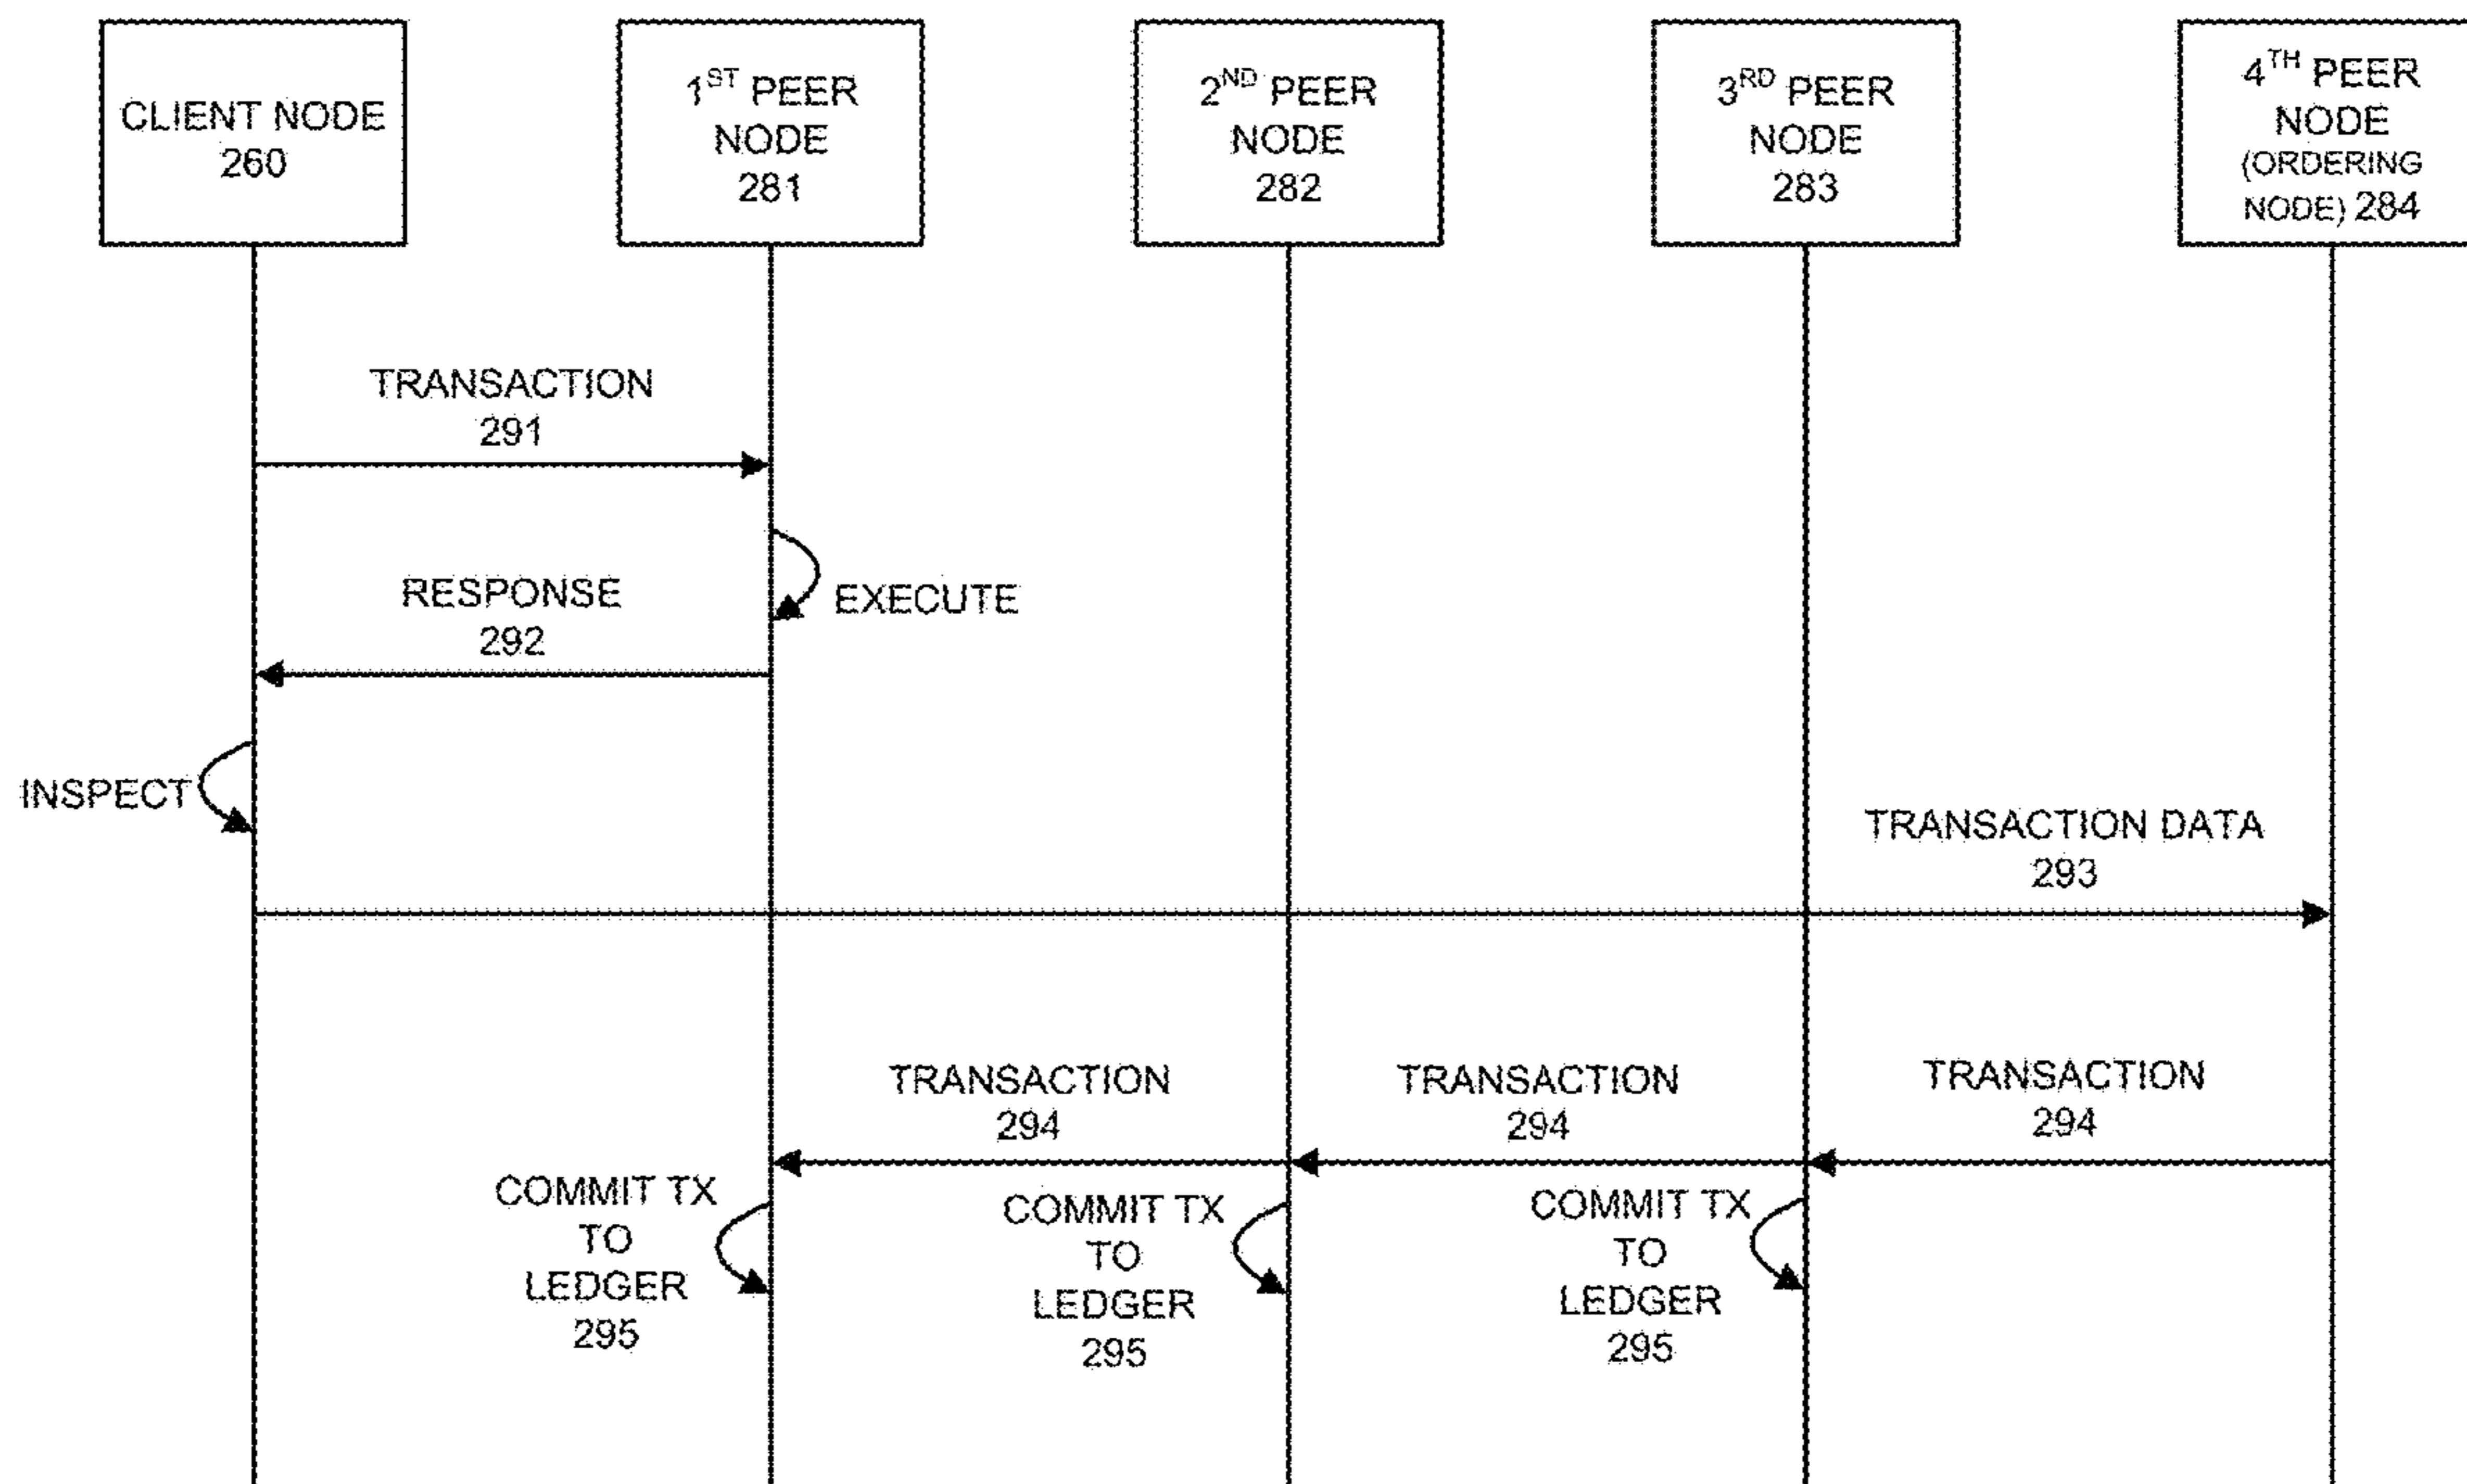 CLIENT NODE
260
1ST PEER
NODE
281
2ND PEER
NODE
282
3RD PEER
NODE
283
4TH PEER
NODE
(ORDERING
NODE) 284
TRANSACTION
291
EXECUTE
RESPONSE
292
INSPECT
TRANSACTION DATA
293
TRANSACTION
294
TRANSACTION
294
TRANSACTION
294
COMMIT TX
TO
LEDGER
295
COMMIT TX
TO
LEDGER
295
COMMIT TX
TO
LEDGER
295